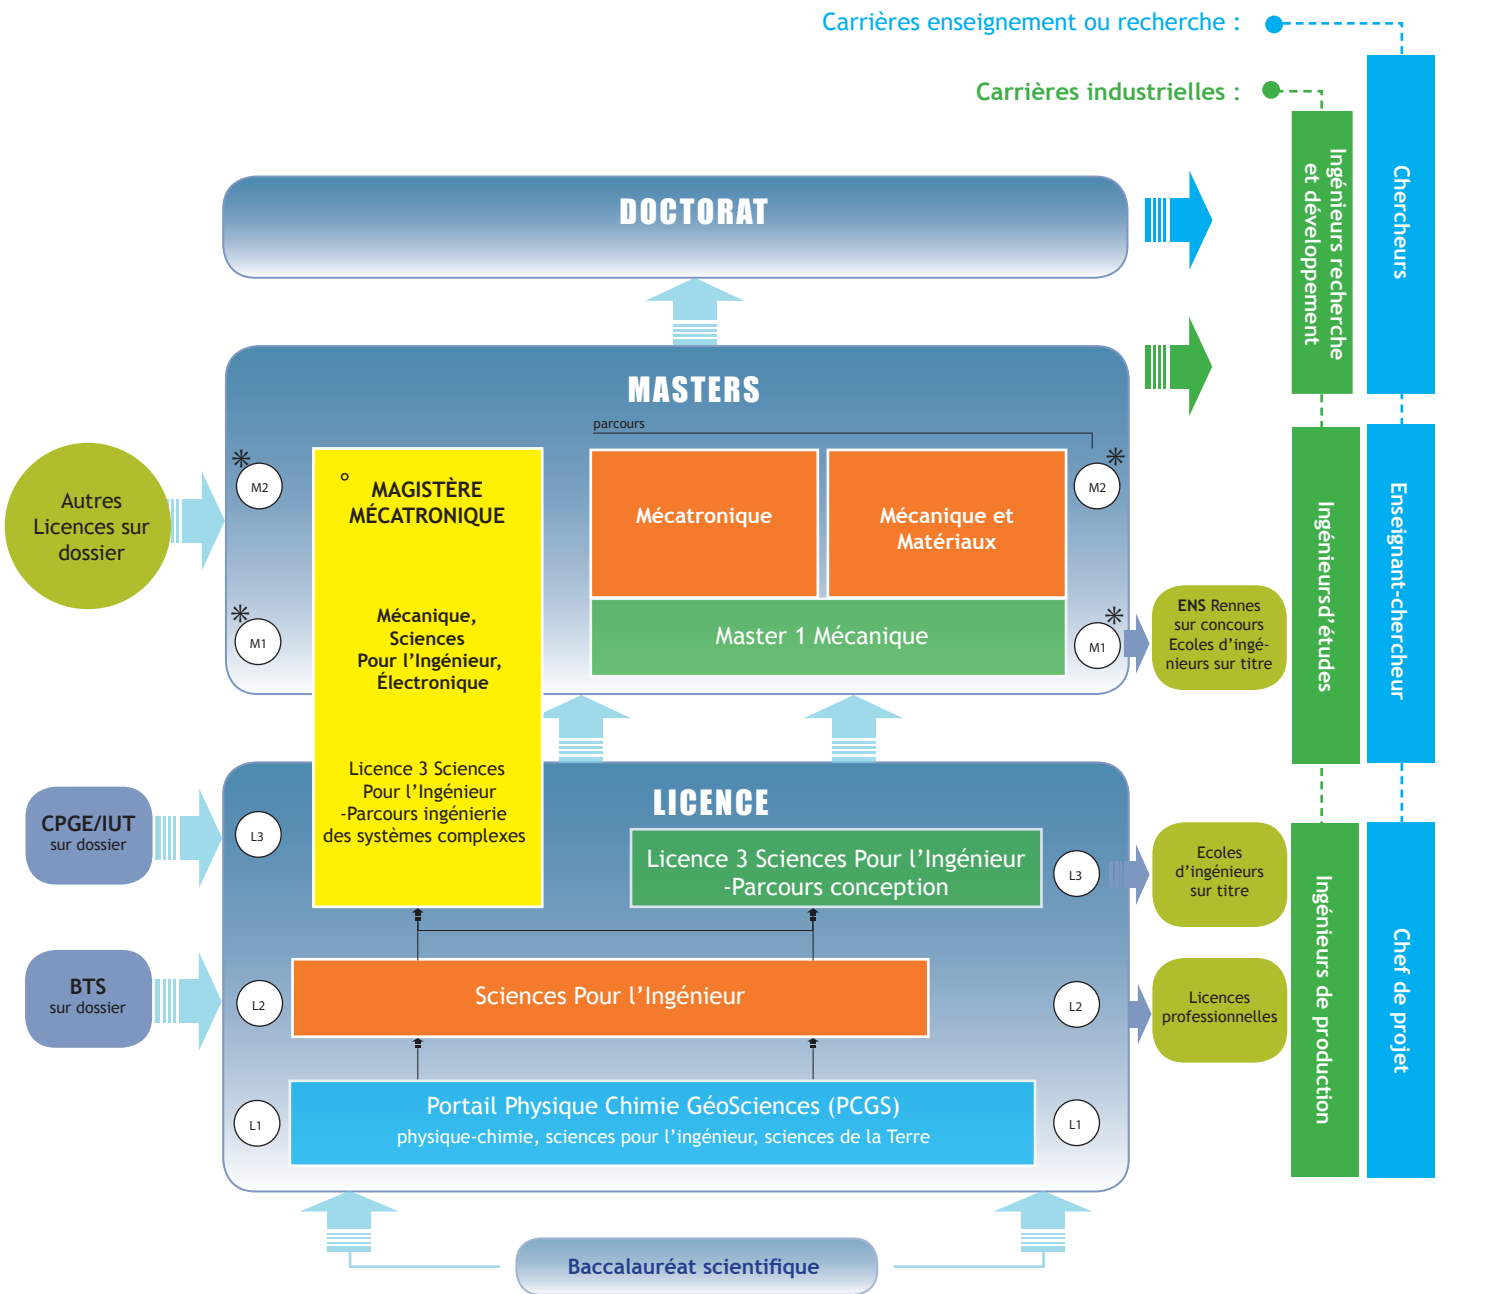 Carrières enseignement ou recherche :
Carrières industrielles :
DOCTORAT
Ingénieurs recherche
et développement
Chercheurs
MASTERS
parcours
Autres
Licences sur
dossier
M2
M1
° MAGISTÈRE
MÉCATRONIQUE
Mécanique,
Sciences
Pour l'Ingénieur,
Électronique
Licence 3 Sciences
Pour l'Ingénieur
-Parcours ingénierie
des systèmes complexes
Mécatronique
Mécanique et
Matériaux
Master 1 Mécanique
M2
M1
ENS Rennes
sur concours
Ecoles d'ingé-
nieurs sur titre
Ingénieursd'études
Enseignant-chercheur
LICENCE
CPGE/IUT
sur dossier
L3
Licence 3 Sciences Pour l'Ingénieur
-Parcours conception
L3
Ecoles
d'ingénieurs
sur titre
BTS
sur dossier
L2
Sciences Pour l'Ingénieur
L2
Licences
professionnelles
Ingénieurs de production
Chef de projet
L1
Portail Physique Chimie GéoSciences (PCGS)
physique-chimie, sciences pour l'ingénieur, sciences de la Terre
L1
Baccalauréat scientifique